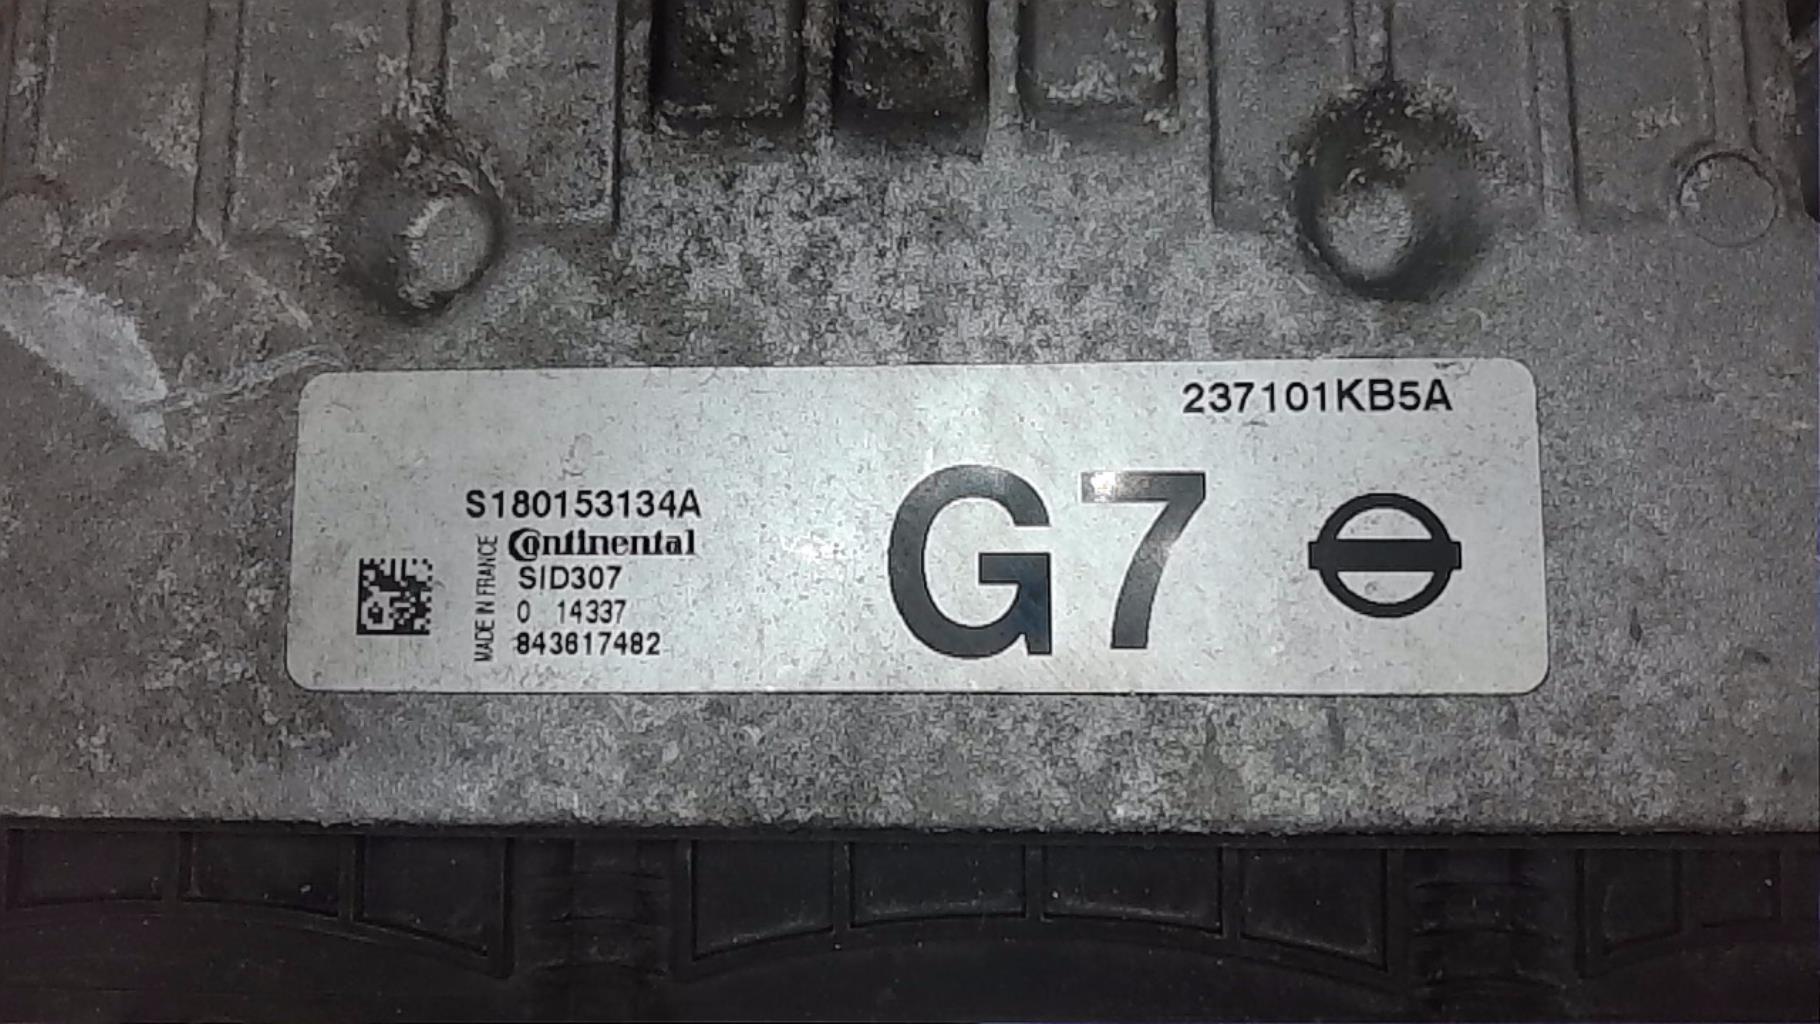 237101KB5A
S180153134A
Continental
MADE IN FRANCE
SID307
0 14337
843617482
G7